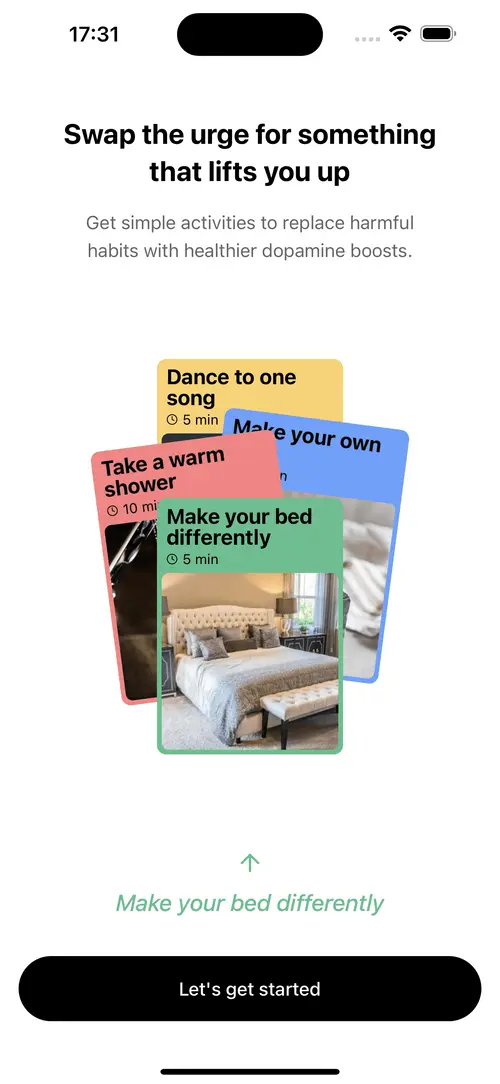 17:31
Swap the urge for something
that lifts you up
Get simple activities to replace harmful
habits with healthier dopamine boosts.
Dance to one
song
5 min
Make your own
Take a warm
shower
10 mi
Make your bed
differently
5 min
Make your bed differently
Let's get started